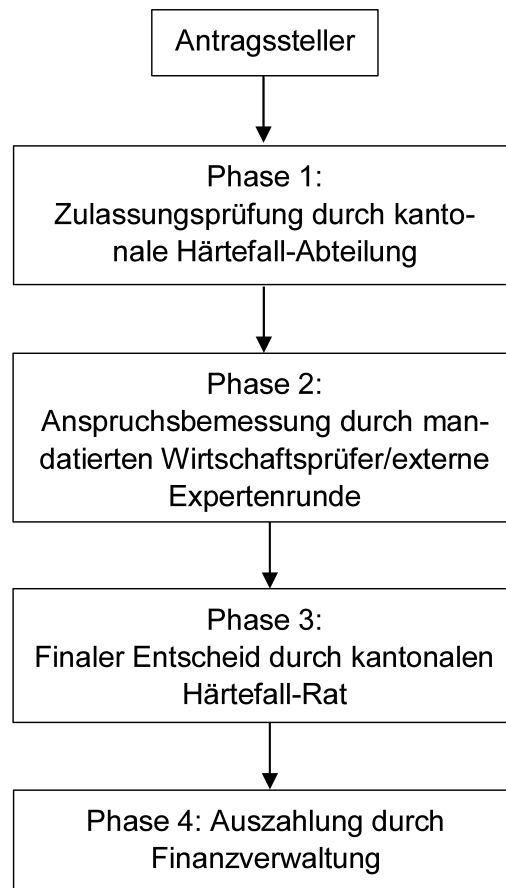 Antragssteller
Phase 1:
Zulassungsprüfung durch kanto-
nale Härtefall-Abteilung
Phase 2:
Anspruchsbemessung durch man-
datierten Wirtschaftsprüfer/externe
Expertenrunde
Phase 3:
Finaler Entscheid durch kantonalen
Härtefall-Rat
Phase 4: Auszahlung durch
Finanzverwaltung